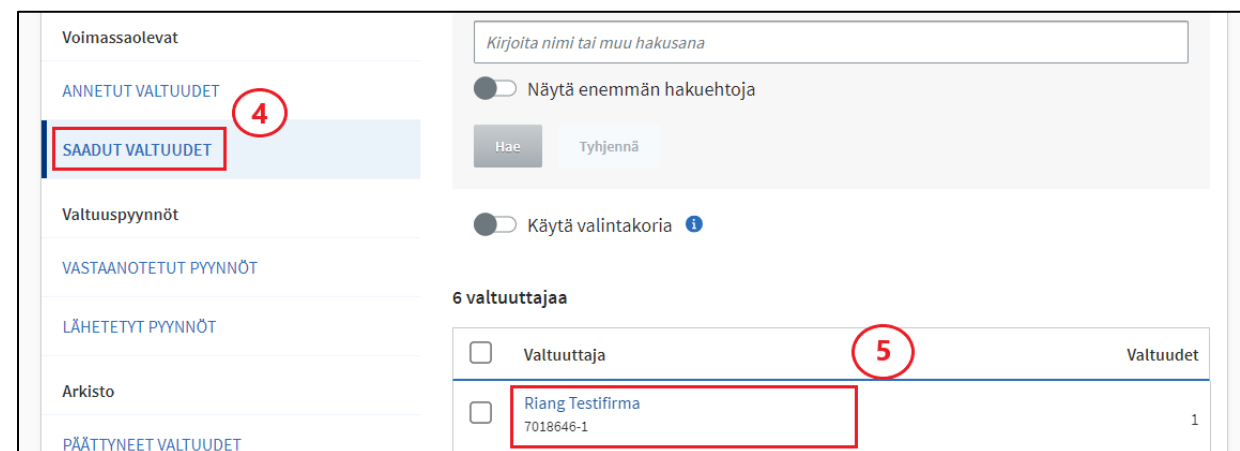 Voimassaolevat
ANNETUT VALTUUDET
4
SAADUT VALTUUDET
Valtuuspyynnöt
VASTAANOTETUT PYYNNÖT
LÄHETETYT PYYNNÖT
Arkisto
PÄÄTTYNEET VALTUUDET
Kirjoita nimi tai muu hakusana
Näytä enemmän hakuehtoja
Hae Tyhjennä
Käytä valintakoria i
6 valtuuttajaa
Valtuuttaja 5 Valtuudet
Riang Testifirma
7018646-1 1